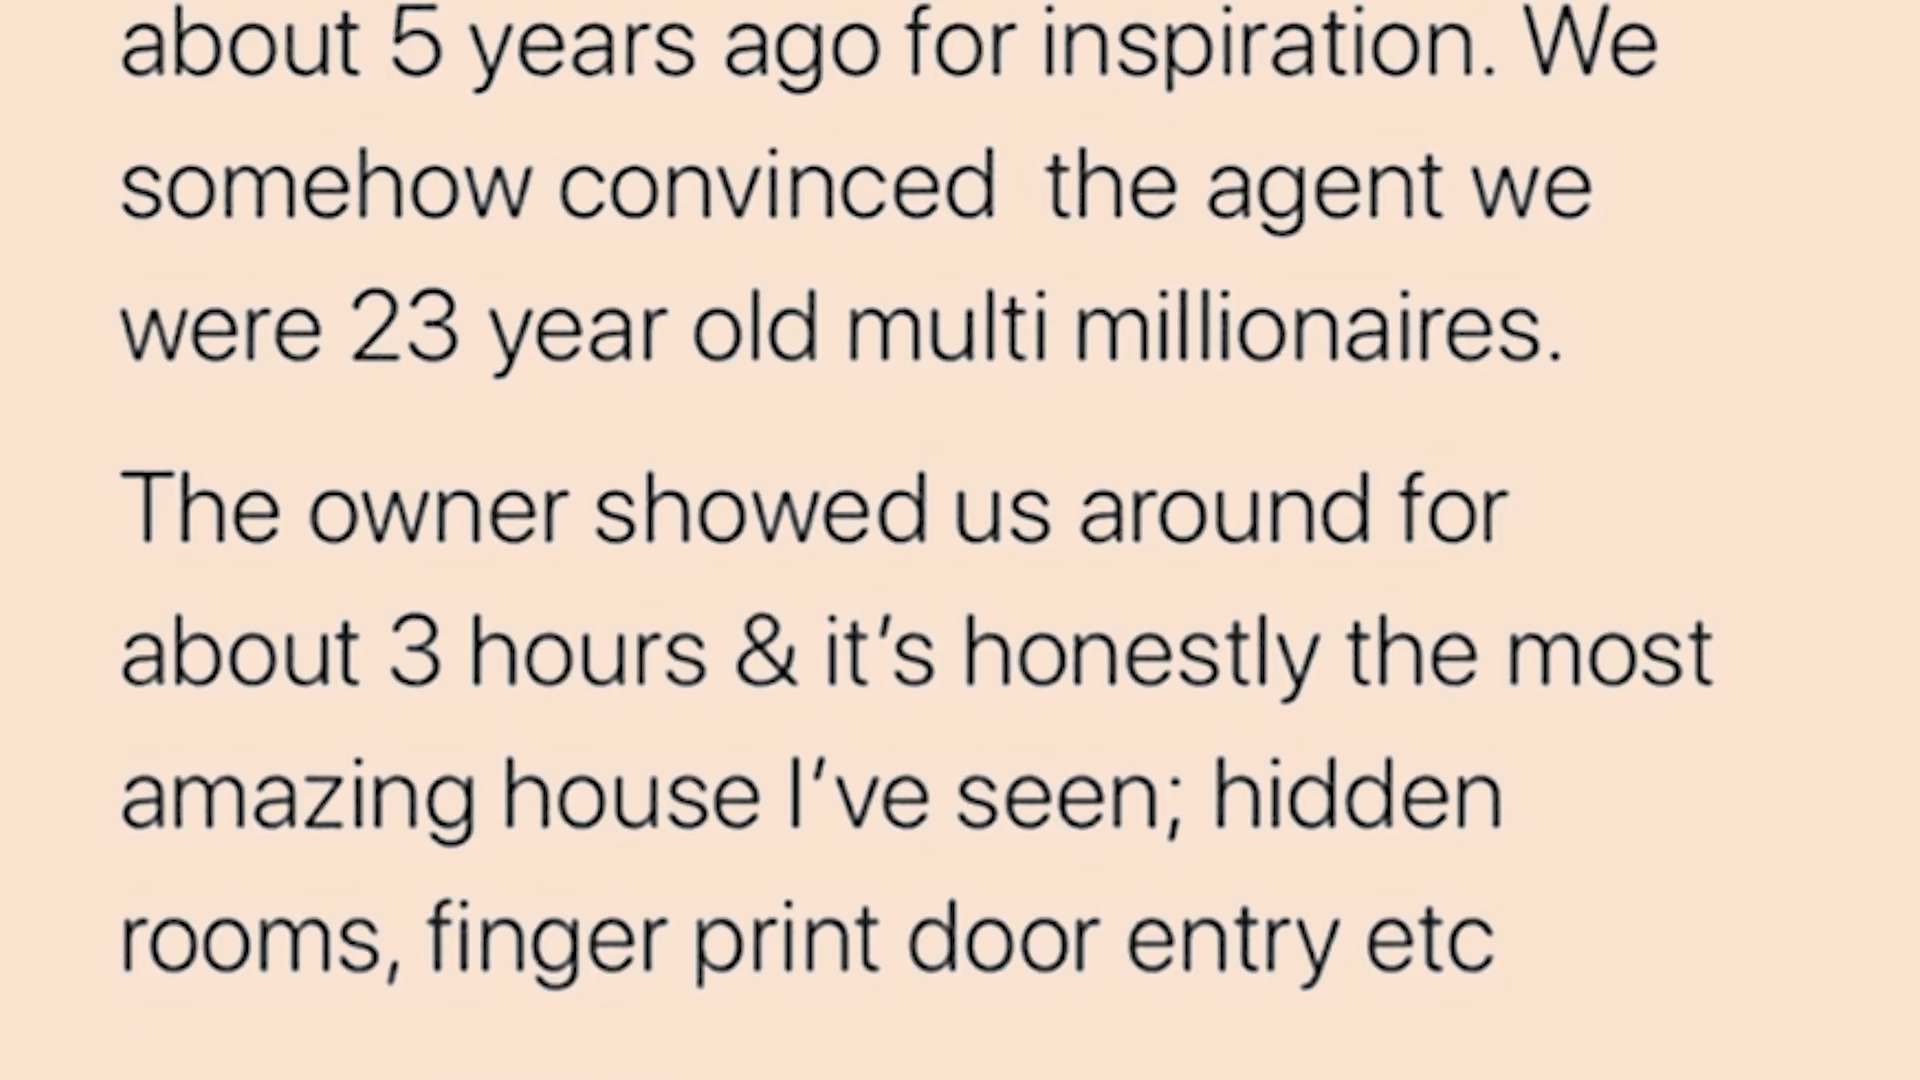 about 5 years ago for inspiration. We
somehow convinced  the agent we
were 23 year old multi millionaires.
The owner showed us around for
about 3 hours & it’s honestly the most
amazing house I’ve seen; hidden
rooms, finger print door entry etc